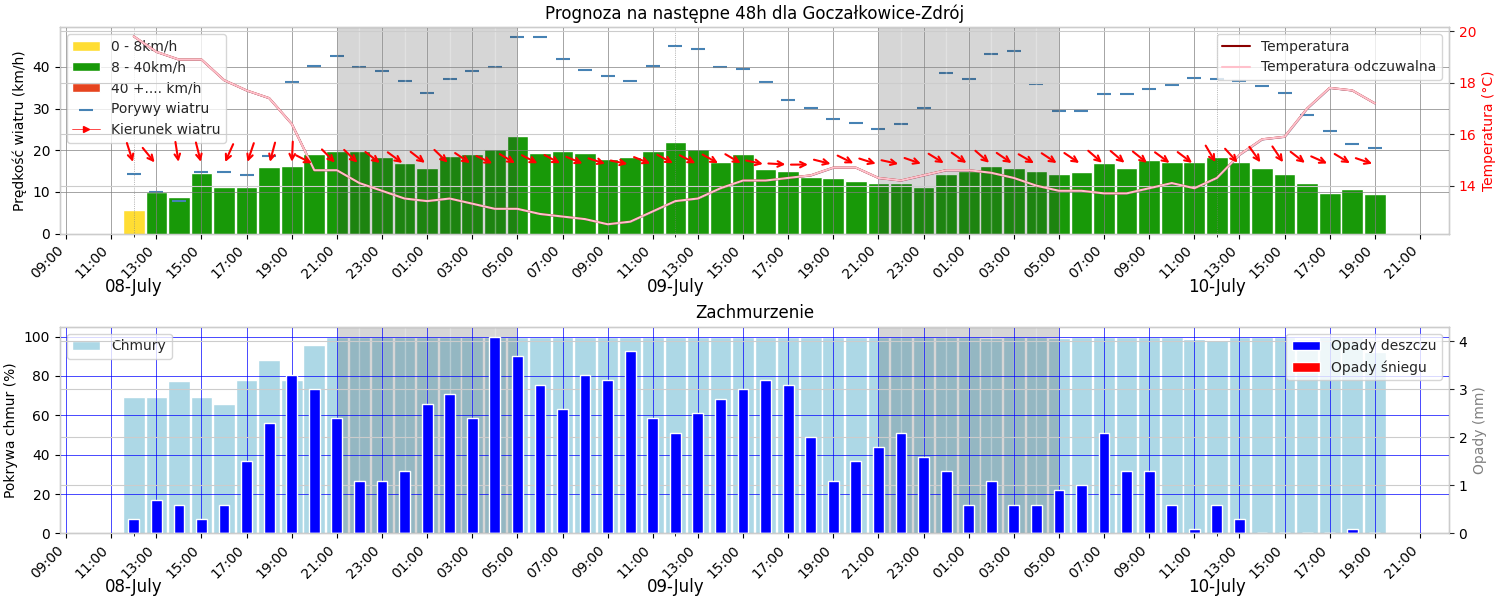 Prognoza na następne 48h dla Goczałkowice-Zdrój
0 - 8km/h
8 - 40km/h
40 +.... km/h
Porywy wiatru
Kierunek wiatru
Temperatura
Temperatura odczuwalna
Prędkość wiatru (km/h)
40
30
20
10
0
20
18
16
14
Temperatura (°C)
09:00 11:00 13:00 15:00 17:00 19:00 21:00 23:00 01:00 03:00 05:00 07:00 09:00 11:00 13:00 15:00 17:00 19:00 21:00 23:00 01:00 03:00 05:00 07:00 09:00 11:00 13:00 15:00 17:00 19:00 21:00
08-July 09-July 10-July
Zachmurzenie
Chmury
Opady deszczu
Opady śniegu
Pokrywa chmur (%)
100
80
60
40
20
0
4
3
2
1
0
Opady (mm)
09:00 11:00 13:00 15:00 17:00 19:00 21:00 23:00 01:00 03:00 05:00 07:00 09:00 11:00 13:00 15:00 17:00 19:00 21:00 23:00 01:00 03:00 05:00 07:00 09:00 11:00 13:00 15:00 17:00 19:00 21:00
08-July 09-July 10-July